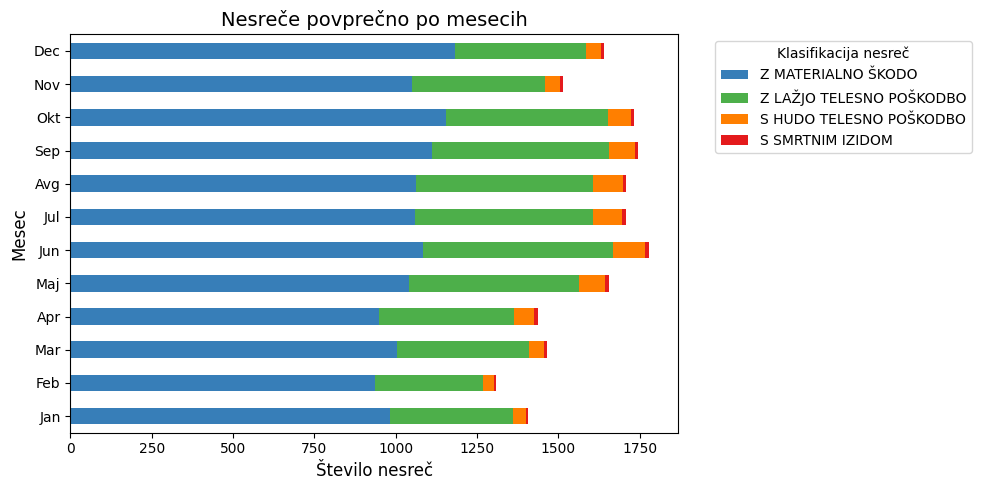 Nesreče povprečno po mesecih
Klasifikacija nesreč
Z MATERIALNO ŠKODO
Z LAŽJO TELESNO POŠKODBO
S HUDO TELESNO POŠKODBO
S SMRTNIM IZIDOM
Mesec
Dec
Nov
Okt
Sep
Avg
Jul
Jun
Maj
Apr
Mar
Feb
Jan
0 250 500 750 1000 1250 1500 1750
Število nesreč